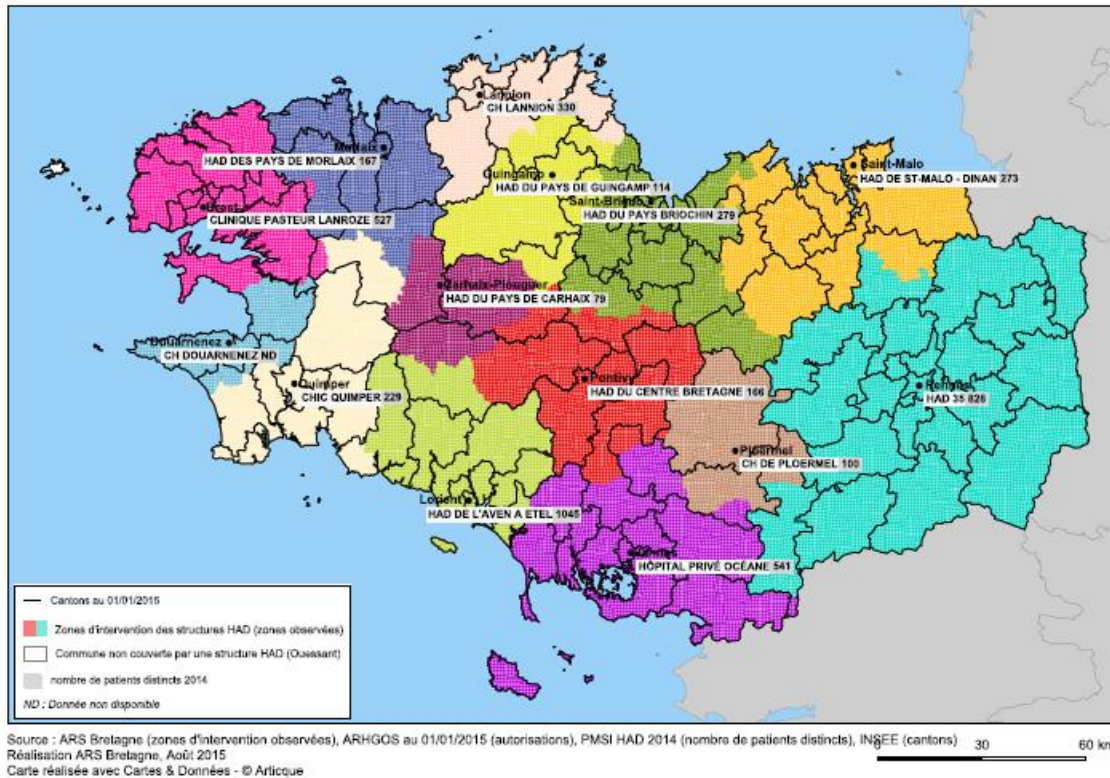 Lannion
CH LANNION 330
Morlaix
HAD DES PAYS DE MORLAIX 167
Saint-Malo
HAD DE ST-MALO - DINAN 273
Guingamp
HAD DU PAYS DE GUINGAMP 114
Saint-Brieuc
HAD DU PAYS BRIOCHIN 279
Brest
CLINIQUE PASTEUR LANROZE 527
Carhaix-Plouguer
HAD DU PAYS DE CARHAIX 79
Douarnenez
CH DOUARNENEZ ND
Quimper
CHIC QUIMPER 229
Pontivy
HAD DU CENTRE BRETAGNE 166
Rennes
HAD 35 826
Ploermel
CH DE PLOERMEL 100
Lorient
HAD DE L'AVEN A ETEL 1045
Vannes
HÔPITAL PRIVÉ OCÉANE 541
Cantons au 01/01/2015
Zones d'intervention des structures HAD (zones observées)
Commune non couverte par une structure HAD (Ouessant)
nombre de patients distincts 2014
ND : Donnée non disponible
Source : ARS Bretagne (zones d'intervention observées), ARHGOS au 01/01/2015 (autorisations), PMSI HAD 2014 (nombre de patients distincts), INSEE (cantons)
0 30 60 km
Réalisation ARS Bretagne, Août 2015
Carte réalisée avec Cartes & Données - © Articque